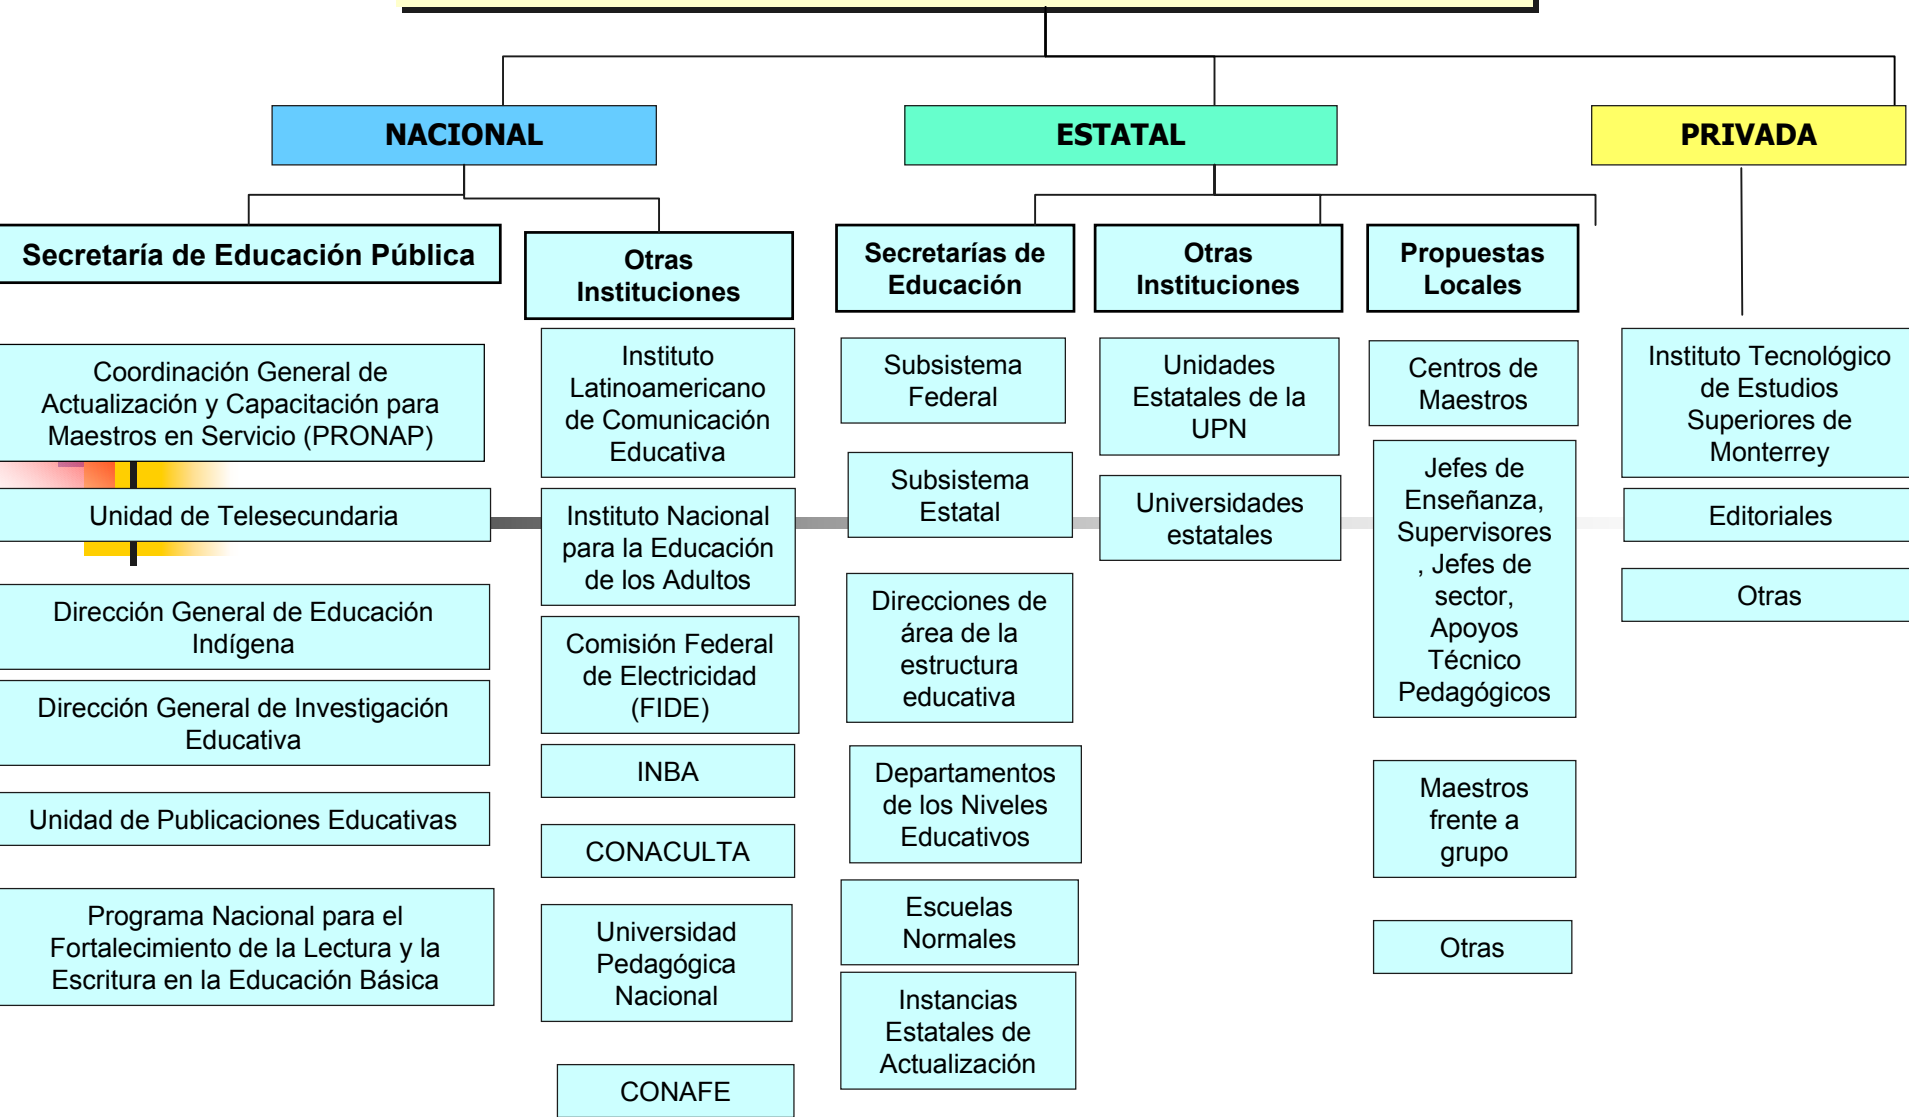 NACIONAL
ESTATAL
PRIVADA
Secretaría de Educación Pública
Coordinación General de
Actualización y Capacitación para
Maestros en Servicio (PRONAP)
Unidad de Telesecundaria
Dirección General de Educación
Indígena
Dirección General de Investigación
Educativa
Unidad de Publicaciones Educativas
Programa Nacional para el
Fortalecimiento de la Lectura y la
Escritura en la Educación Básica
Otras
Instituciones
Instituto
Latinoamericano
de Comunicación
Educativa
Instituto Nacional
para la Educación
de los Adultos
Comisión Federal
de Electricidad
(FIDE)
INBA
CONACULTA
Universidad
Pedagógica
Nacional
CONAFE
Secretarías de
Educación
Subsistema
Federal
Subsistema
Estatal
Direcciones de
área de la
estructura
educativa
Departamentos
de los Niveles
Educativos
Escuelas
Normales
Instancias
Estatales de
Actualización
Otras
Instituciones
Unidades
Estatales de la
UPN
Universidades
estatales
Propuestas
Locales
Centros de
Maestros
Jefes de
Enseñanza,
Supervisores
, Jefes de
sector,
Apoyos
Técnico
Pedagógicos
Maestros
frente a
grupo
Otras
Instituto Tecnológico
de Estudios
Superiores de
Monterrey
Editoriales
Otras